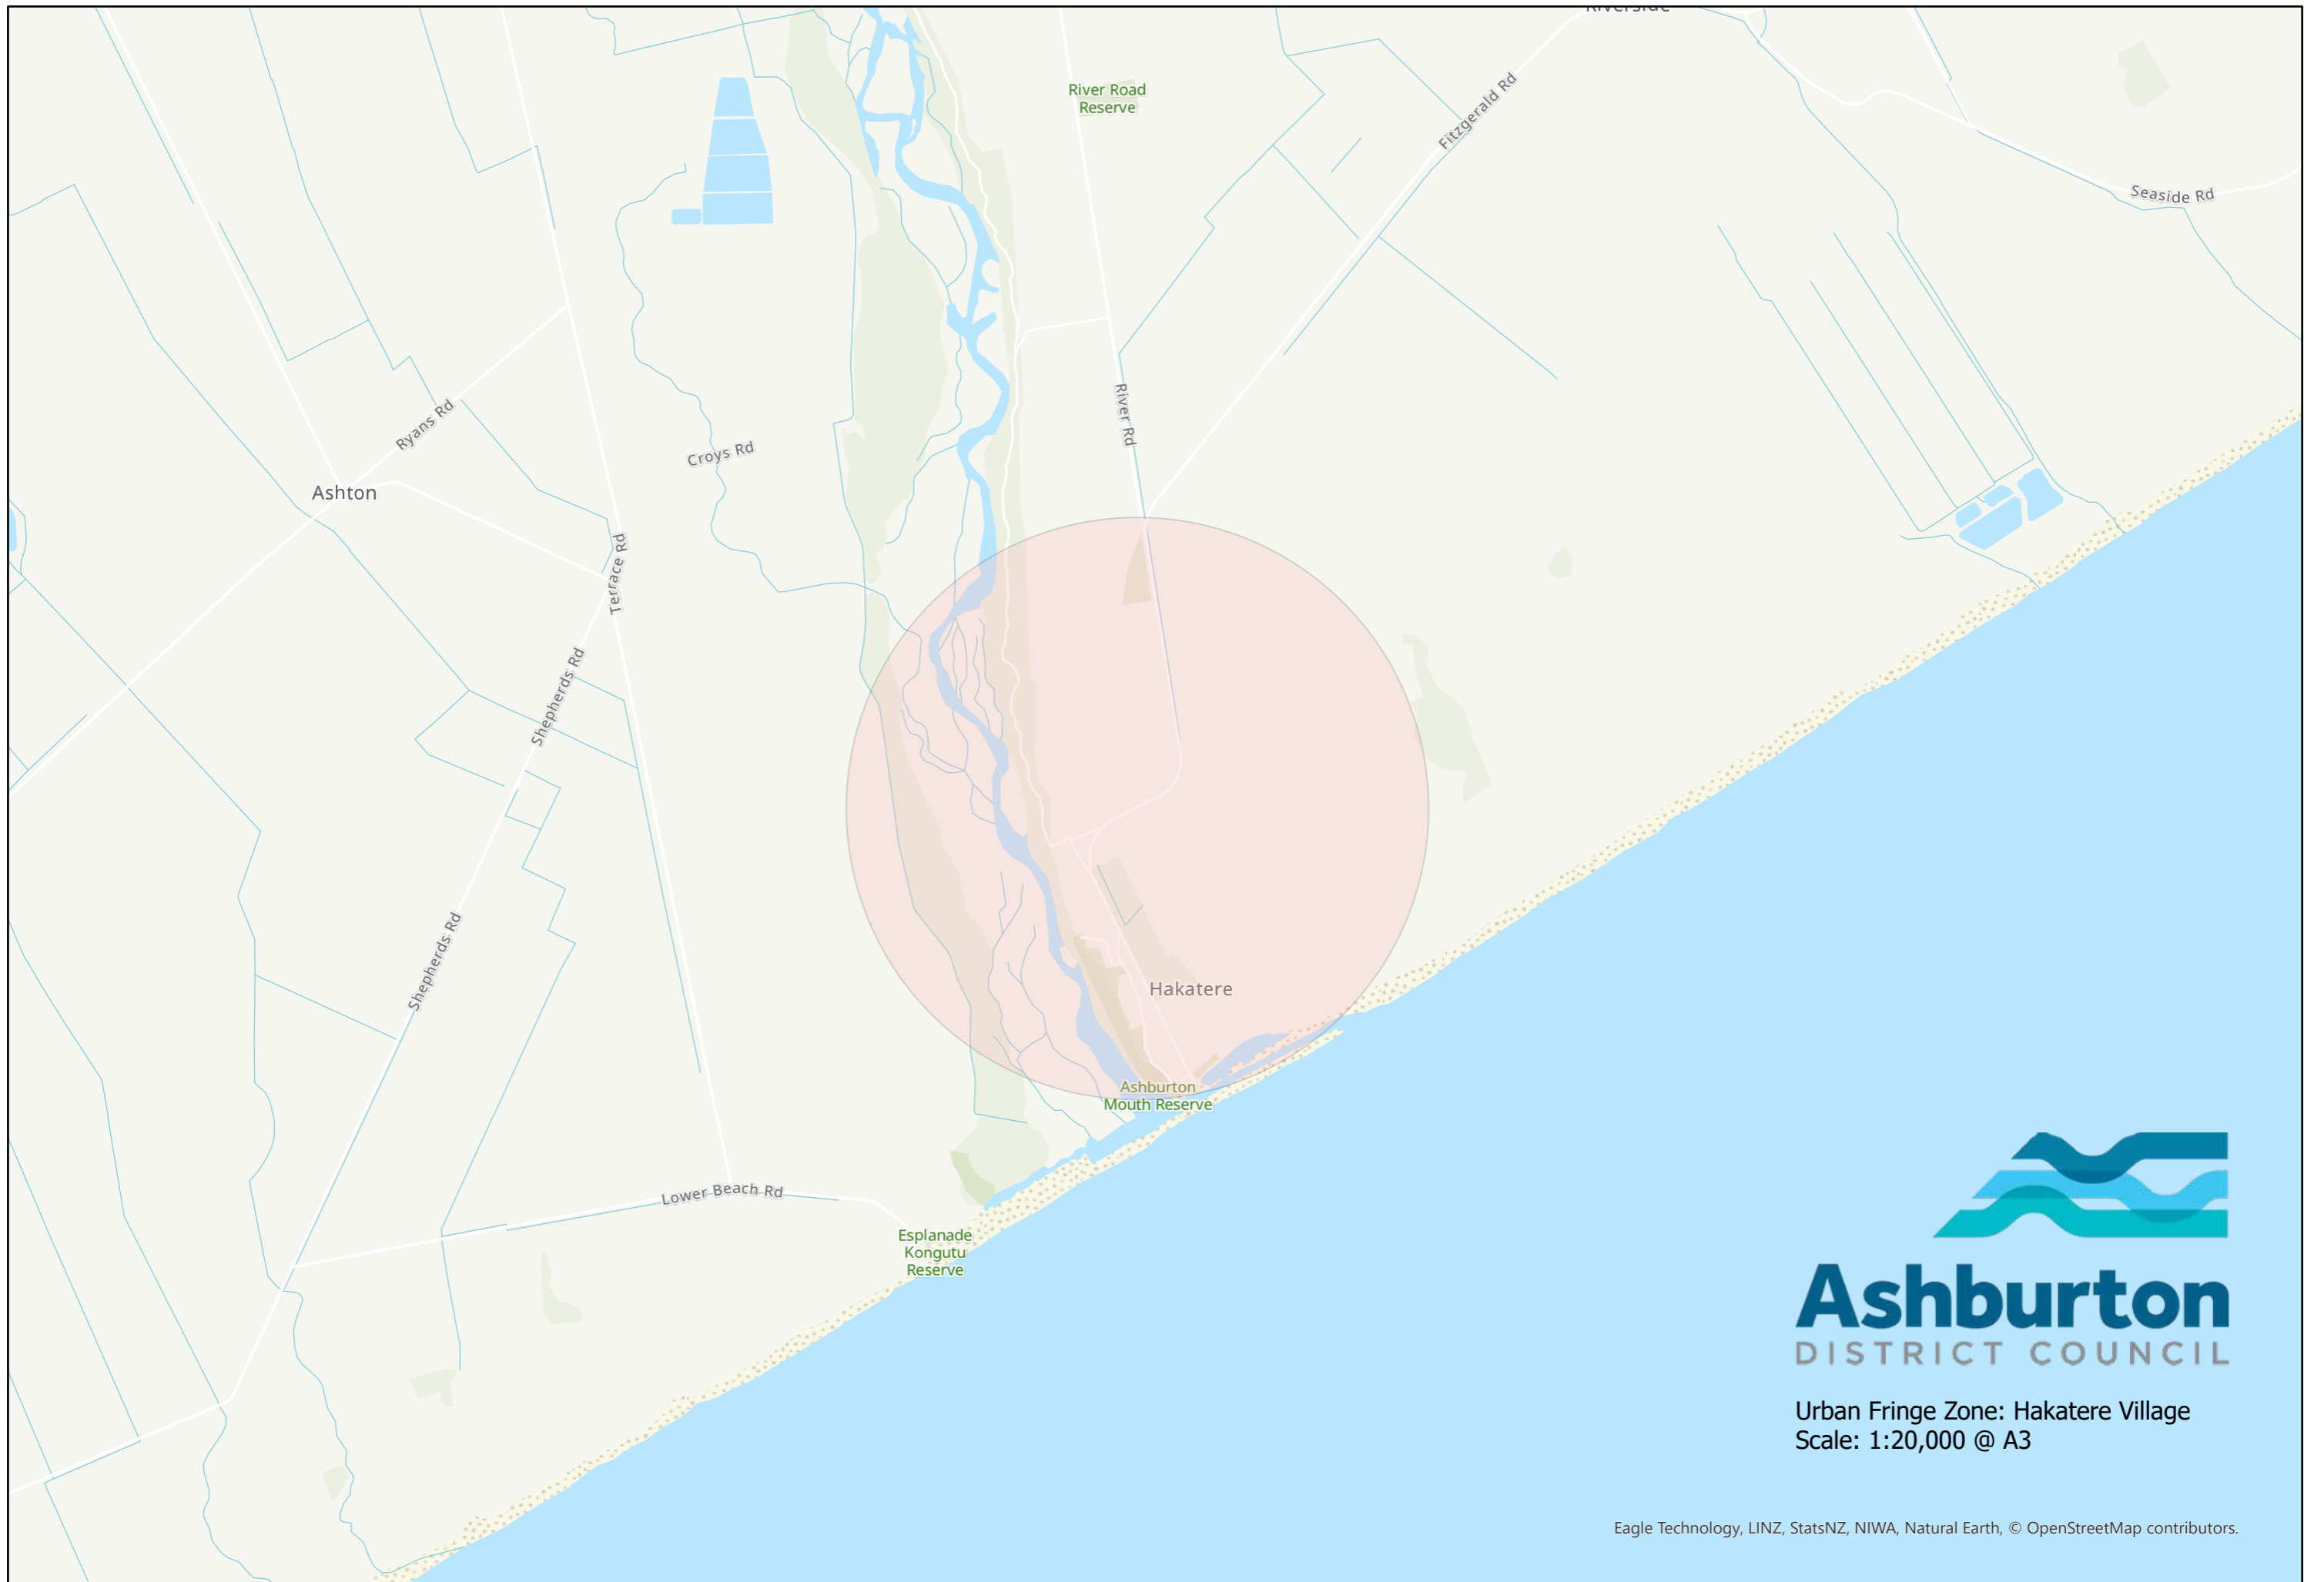 Riverside
River Road
Reserve
Fitzgerald Rd
Seaside Rd
Ryans Rd
River Rd
Croys Rd
Ashton
Terrace Rd
Shepherds Rd
Shepherds Rd
Hakatere
Ashburton
Mouth Reserve
Lower Beach Rd
Esplanade
Kongutu
Reserve
Ashburton
DISTRICT COUNCIL
Urban Fringe Zone: Hakatere Village
Scale: 1:20,000 @ A3
Eagle Technology, LINZ, StatsNZ, NIWA, Natural Earth, © OpenStreetMap contributors.